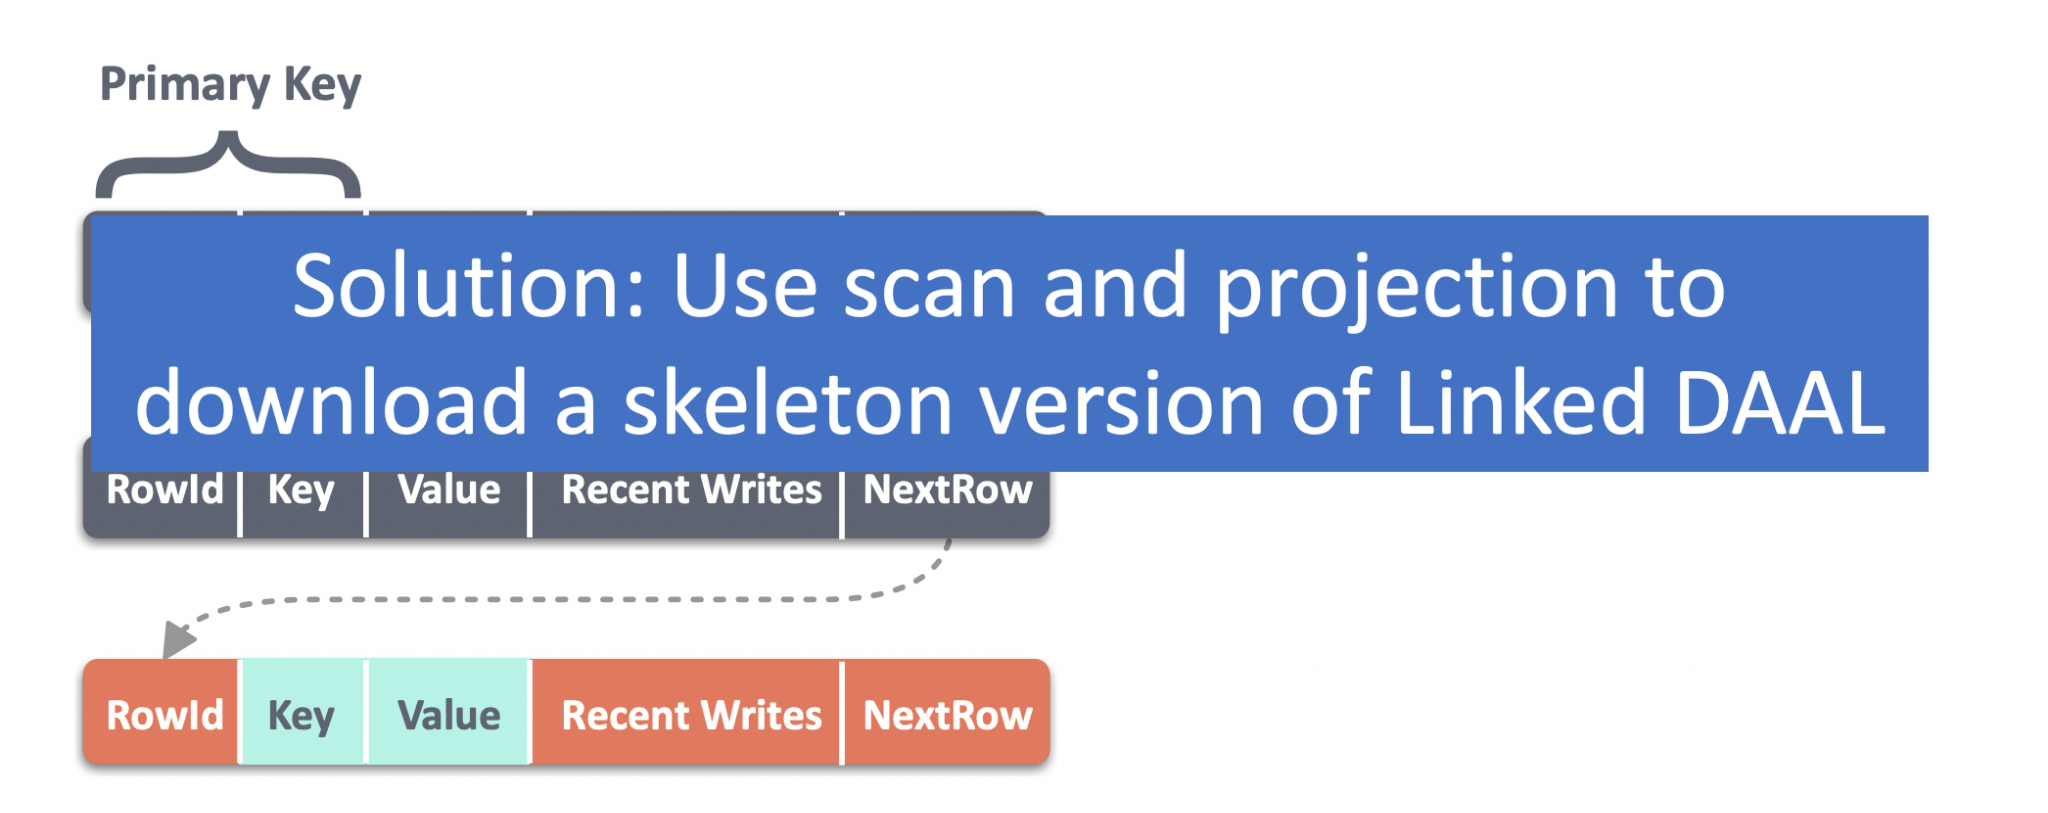 Primary Key
Solution: Use scan and projection to
download a skeleton version of Linked DAAL
RowId Key Value Recent Writes NextRow
RowId Key Value Recent Writes NextRow